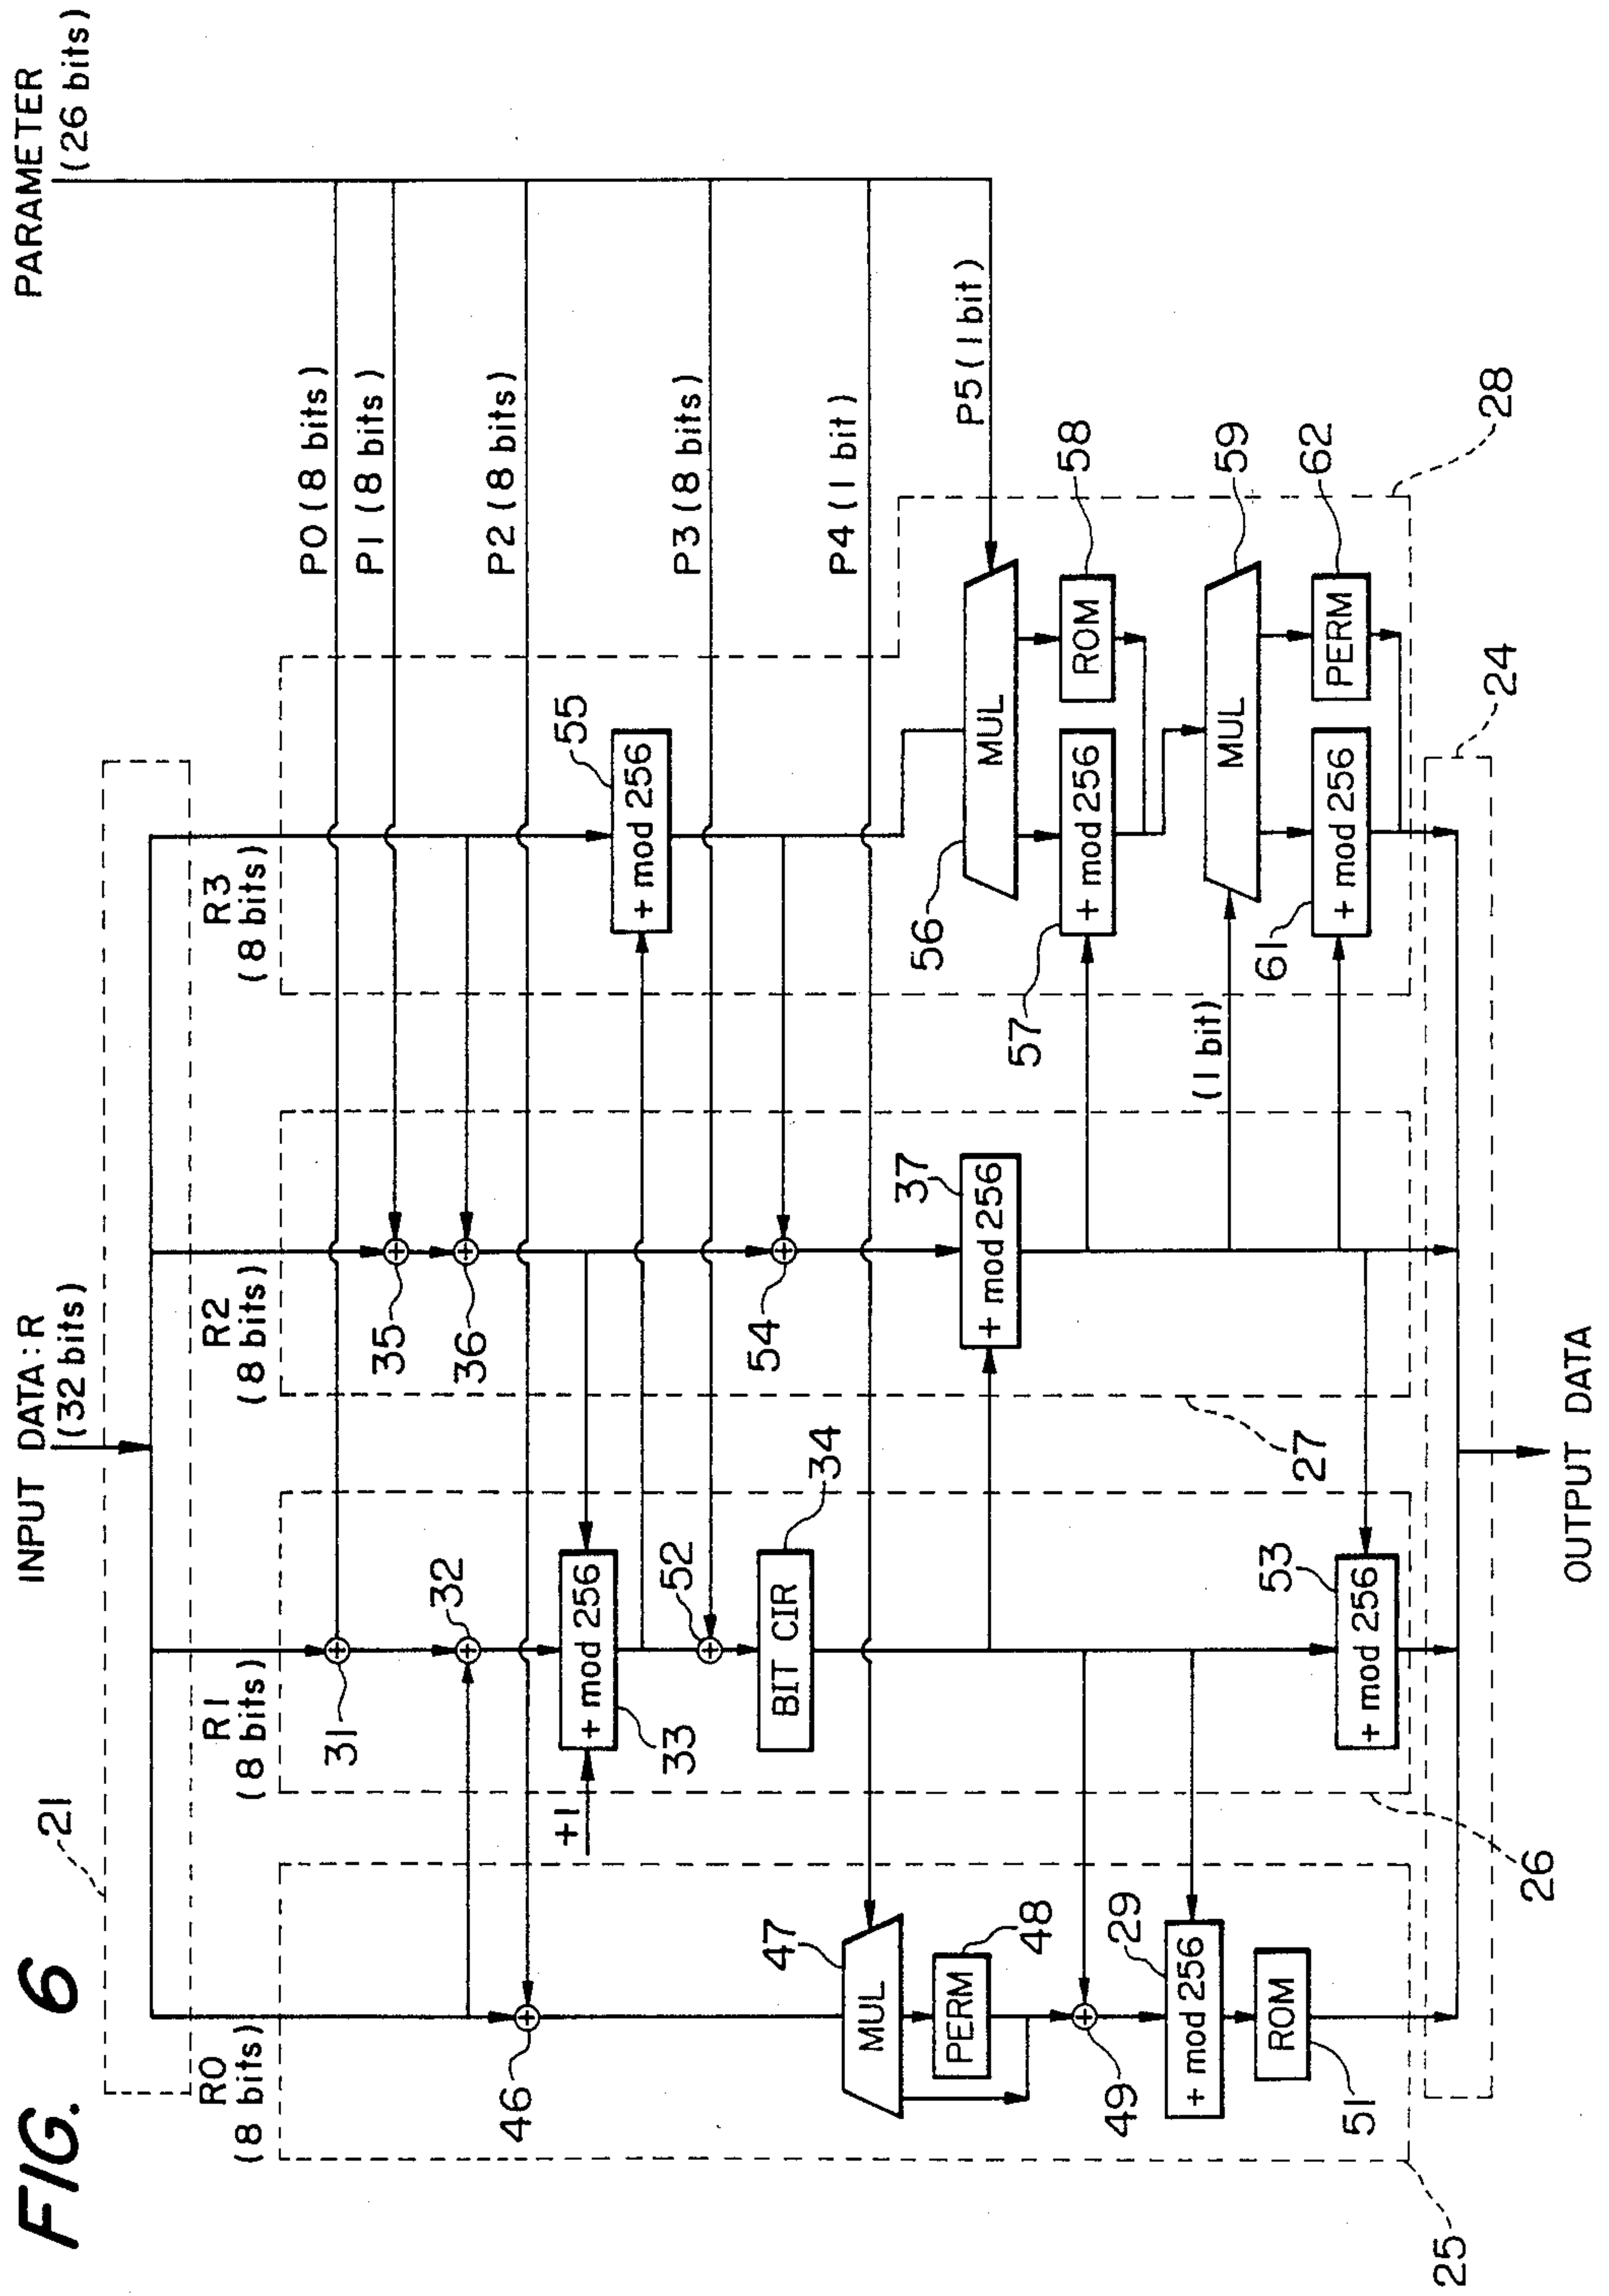 FIG. 6
INPUT DATA:R
(32 bits)
PARAMETER
(26 bits)
21
R0
(8 bits)
R1
(8 bits)
R2
(8 bits)
R3
(8 bits)
P0 (8 bits)
P1 (8 bits)
P2 (8 bits)
P3 (8 bits)
P4 (1 bit)
P5 (1 bit)
31
32
35
36
46
+1
+ mod 256
33
+ mod 256
55
52
54
BIT CIR
34
MUL
47
PERM
48
+ mod 256
37
MUL
56
49
+ mod 256
57
ROM
58
+ mod 256
29
(1 bit)
MUL
59
ROM
51
+ mod 256
53
+ mod 256
61
PERM
62
25
26
27
28
24
OUTPUT DATA